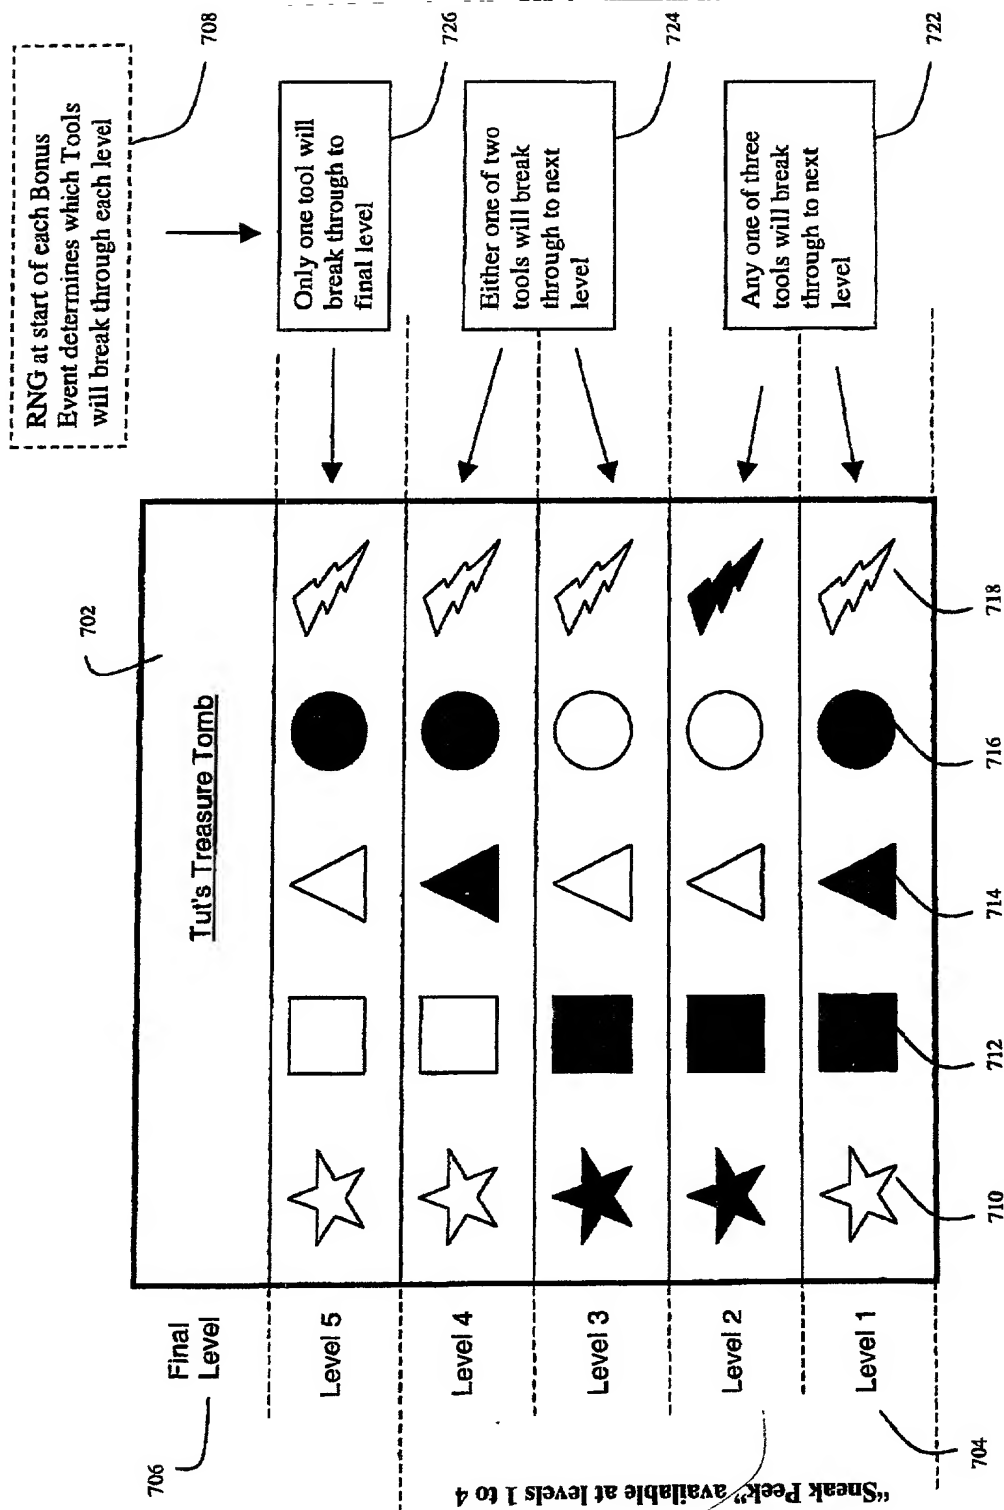 RNG at start of each Bonus
Event determines which Tools
will break through each level
708
Only one tool will
break through to
final level
726
Either one of two
tools will break
through to next
level
724
Any one of three
tools will break
through to next
level
722
702
Tut's Treasure Tomb
Final
Level
706
Level 5
Level 4
Level 3
Level 2
Level 1
704
710
712
714
716
718
"Sneak Peek" available at levels 1 to 4